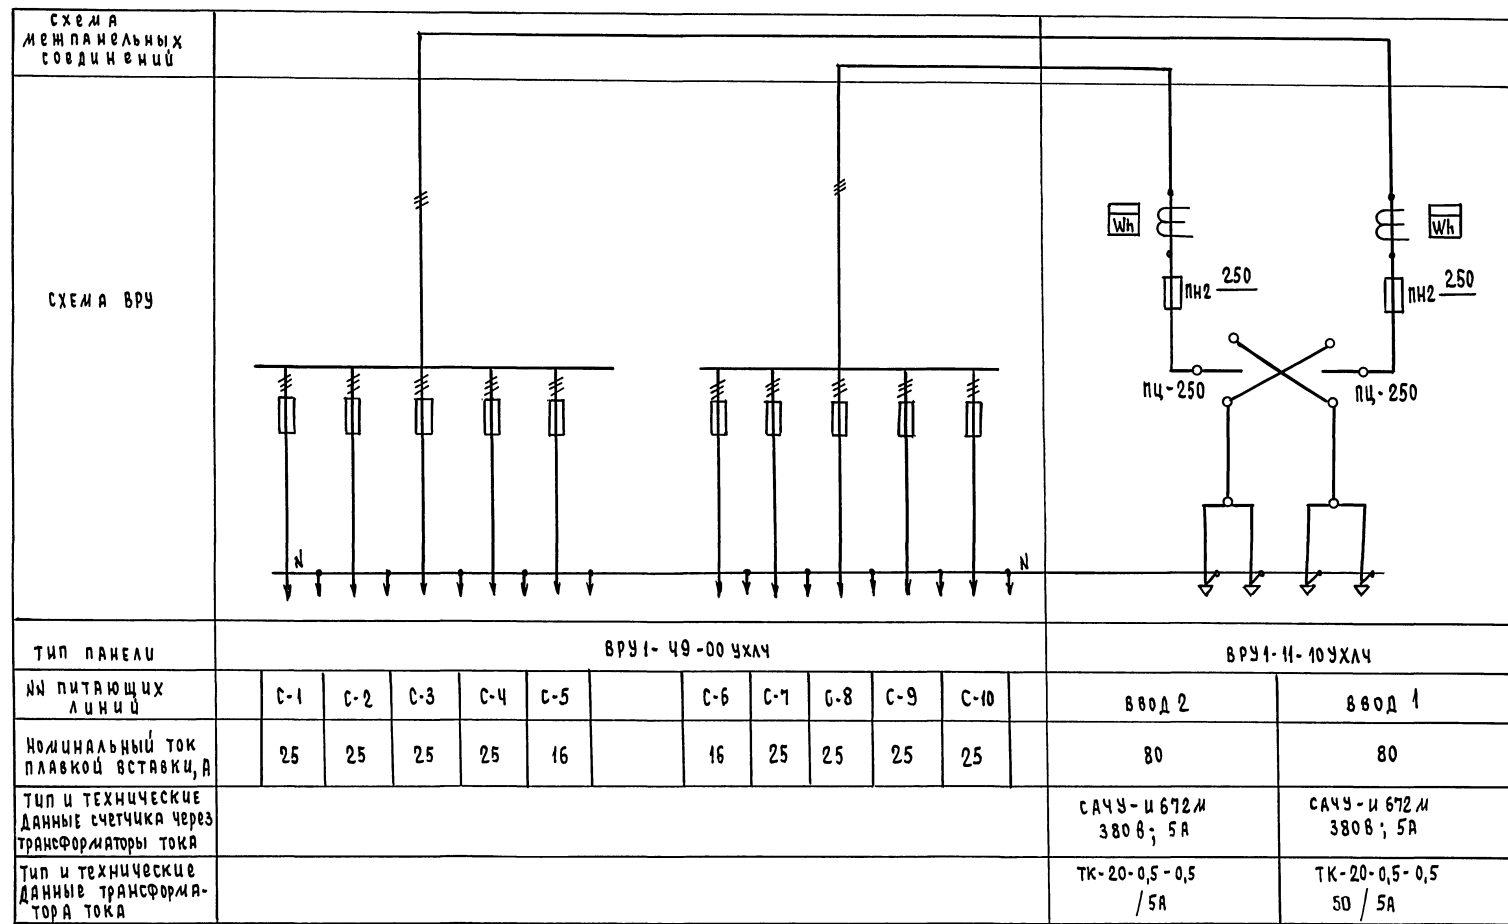 СХЕМА
МЕЖПАНЕЛЬНЫХ
СОЕДИНЕНИЙ
СХЕМА ВРУ
Wh
Wh
ПН2 250
ПН2 250
ПЦ-250
ПЦ-250
N
N
ТИП ПАНЕЛИ
ВРУ1-49-00 УХЛ4
ВРУ1-11-10УХЛ4
NN ПИТАЮЩИХ
ЛИНИЙ
С-1 С-2 С-3 С-4 С-5 С-6 С-7 С-8 С-9 С-10 ВВОД 2 ВВОД 1
НОМИНАЛЬНЫЙ ТОК
ПЛАВКОЙ ВСТАВКИ, А
25 25 25 25 16 16 25 25 25 25 80 80
ТИП И ТЕХНИЧЕСКИЕ
ДАННЫЕ СЧЕТЧИКА ЧЕРЕЗ
ТРАНСФОРМАТОРЫ ТОКА
САЧУ-И672М
380В; 5А
САЧУ-И672М
380В; 5А
ТИП И ТЕХНИЧЕСКИЕ
ДАННЫЕ ТРАНСФОРМА-
ТОРА ТОКА
ТК-20-0,5-0,5
/5А
ТК-20-0,5-0,5
50 / 5А